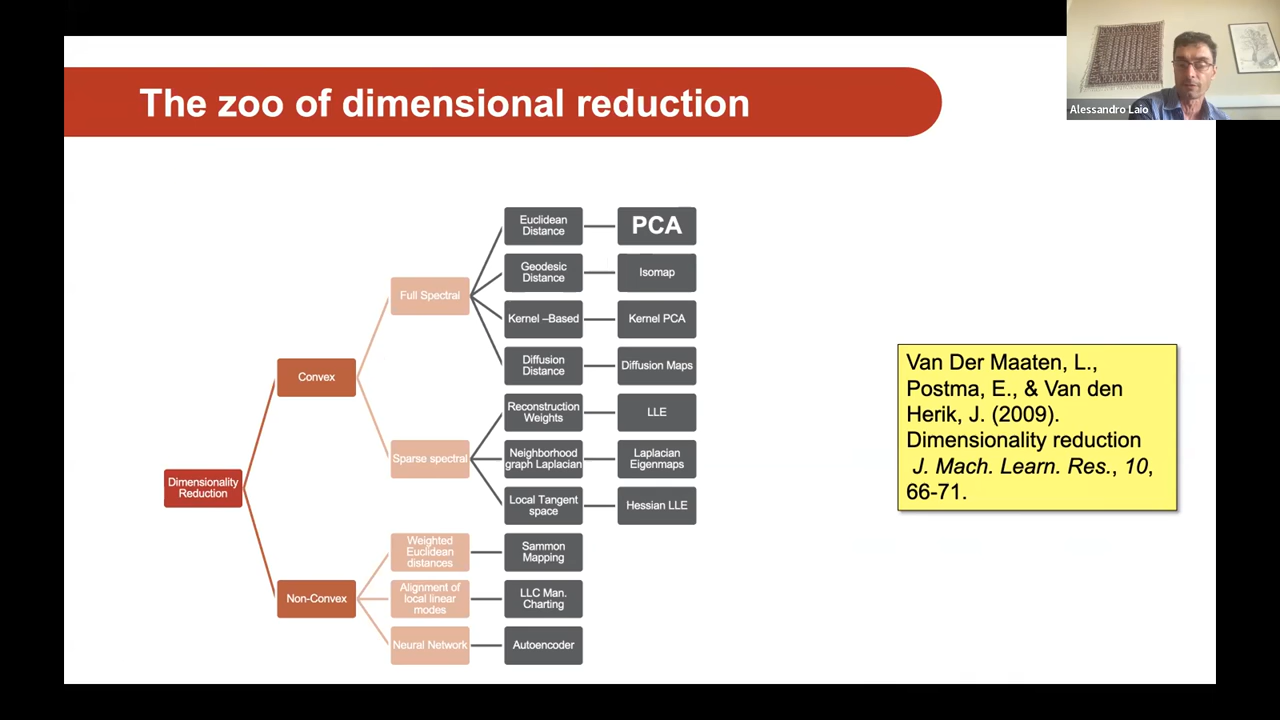 The zoo of dimensional reduction
Alessandro Laio
Euclidean
Distance
PCA
Geodesic
Distance
Isomap
Full Spectral
Kernel –Based
Kernel PCA
Diffusion
Distance
Diffusion Maps
Convex
Reconstruction
Weights
LLE
Sparse spectral
Neighborhood
graph Laplacian
Laplacian
Eigenmaps
Local Tangent
space
Hessian LLE
Dimensionality
Reduction
Weighted
Euclidean
distances
Sammon
Mapping
Non-Convex
Alignment of
local linear
modes
LLC Man.
Charting
Neural Network
Autoencoder
Van Der Maaten, L.,
Postma, E., & Van den
Herik, J. (2009).
Dimensionality reduction
J. Mach. Learn. Res., 10,
66-71.